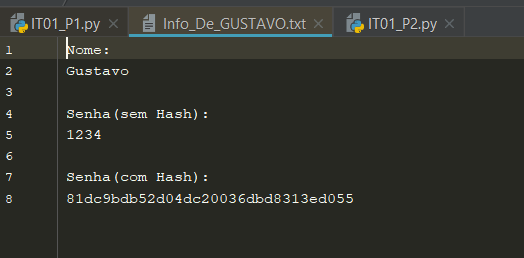 IT01_P1.py Info_De_GUSTAVO.txt IT01_P2.py
1 Nome:
2 Gustavo
3
4 Senha(sem Hash):
5 1234
6
7 Senha(com Hash):
8 81dc9bdb52d04dc20036dbd8313ed055